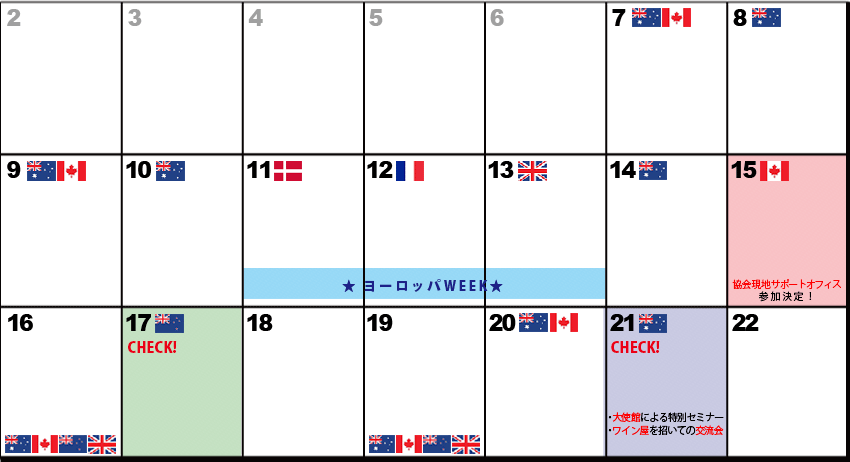 2 3 4 5 6 7 8
9 10 11 12 13 14 15
★ ヨーロッパWEEK★
協会現地サポートオフィス
参加決定！
16 17 18 19 20 21 22
CHECK!
CHECK!
・大使館による特別セミナー
・ワイン屋を招いての交流会